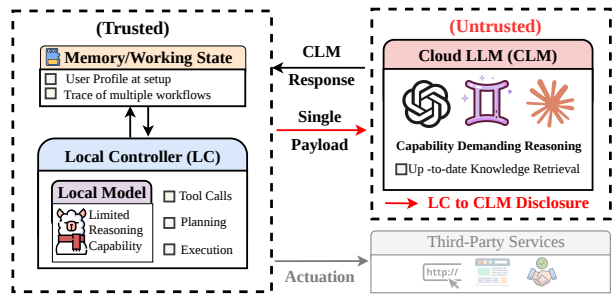 (Trusted)
Memory/Working State
User Profile at setup
Trace of multiple workflows
Local Controller (LC)
Local Model
Limited
Reasoning
Capability
Tool Calls
Planning
Execution
CLM
Response
Single
Payload
Actuation
(Untrusted)
Cloud LLM (CLM)
Capability Demanding Reasoning
Up -to-date Knowledge Retrieval
LC to CLM Disclosure
Third-Party Services
http://